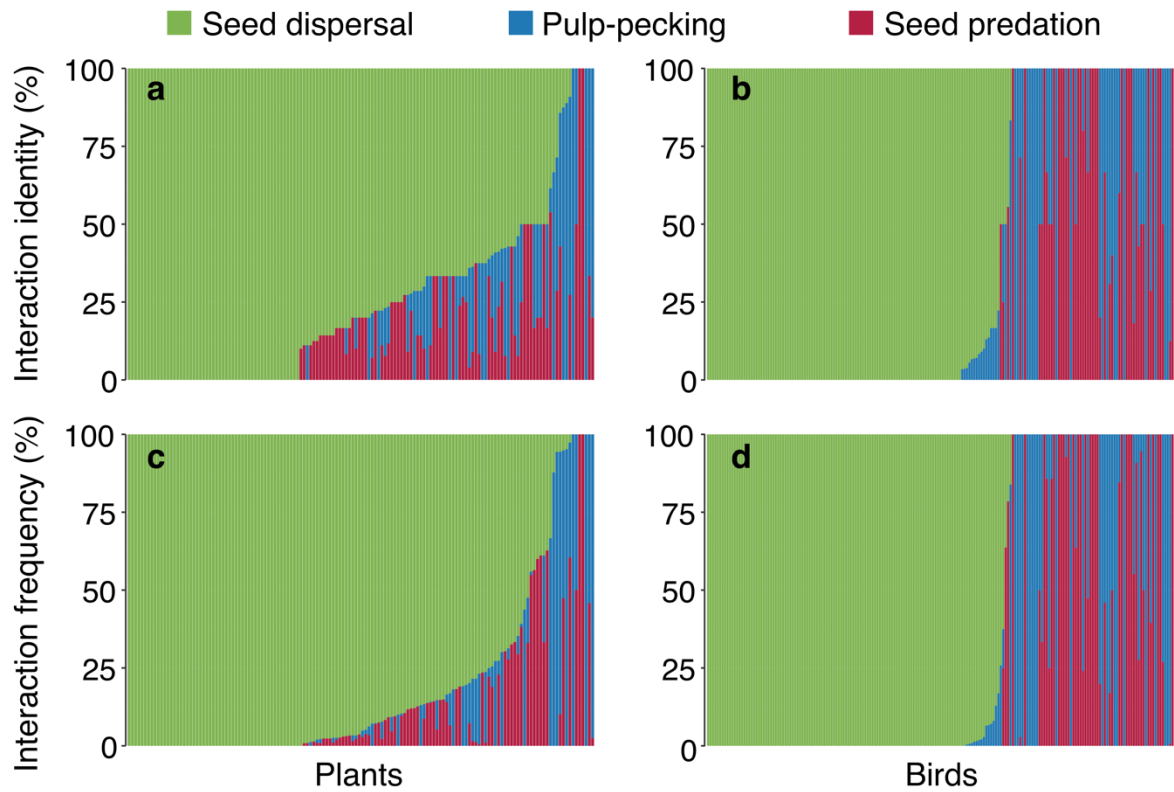 Seed dispersal Pulp-pecking Seed predation
Interaction identity (%)
100
75
50
25
0
a
100
75
50
25
0
b
Interaction frequency (%)
100
75
50
25
0
c
100
75
50
25
0
d
Plants
Birds